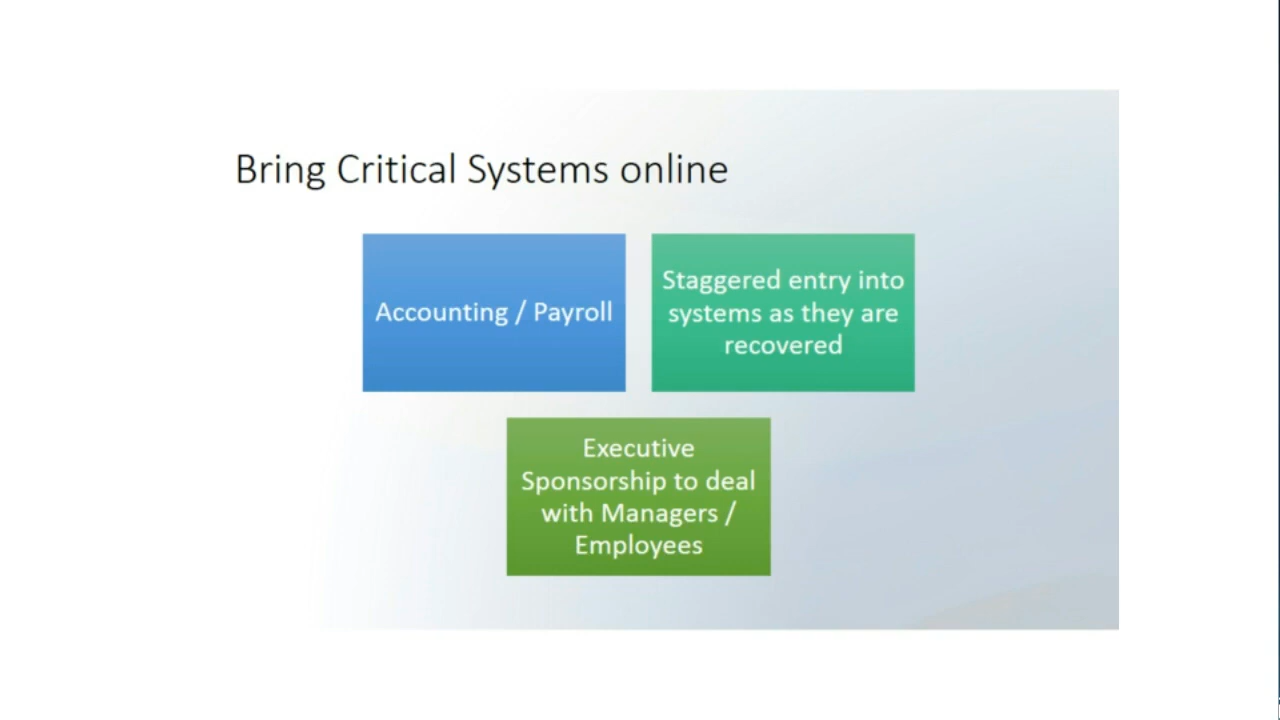 Bring Critical Systems online
Accounting / Payroll
Staggered entry into
systems as they are
recovered
Executive
Sponsorship to deal
with Managers /
Employees